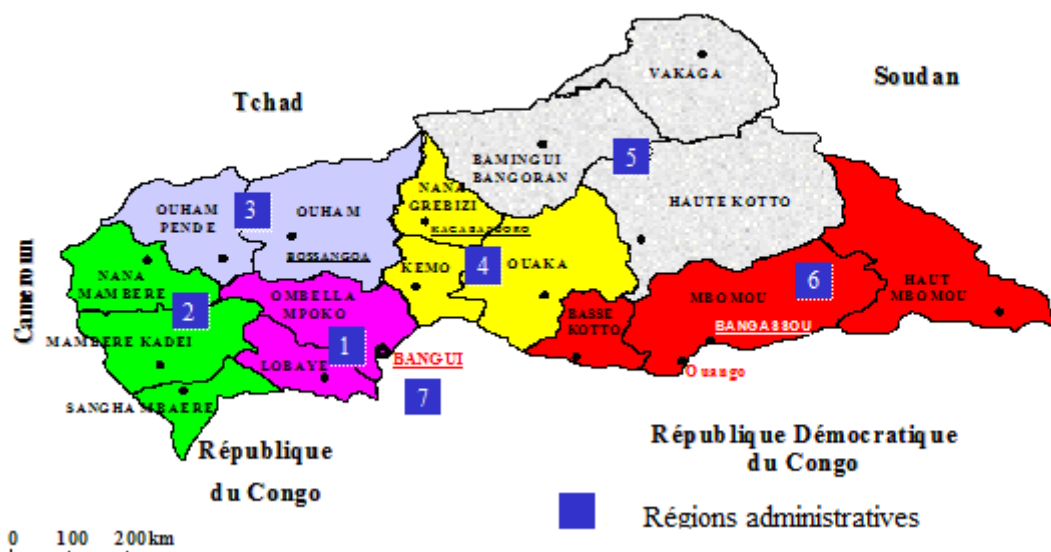 VAKAGA
Soudan
Tchad
BAMINGUI
BANGORAN
5
NANA
GREBIZI
HAUTE KOTTO
OUHAM
PENDE
3
OUHAM
KAGABANDORO
BOSSANGOA
KEMO
4
OUAKA
Cameroun
NANA
MAMBERE
2
OMBELLA
MPOKO
6
MBOMOU
HAUT
MBOMOU
BASSE
KOTTO
BANGASSOU
MAMBERE KADEI
1
LOBAYE
BANGUI
Ouango
7
SANGHA MBAERE
République
du Congo
République Démocratique
du Congo
Régions administratives
0 100 200km